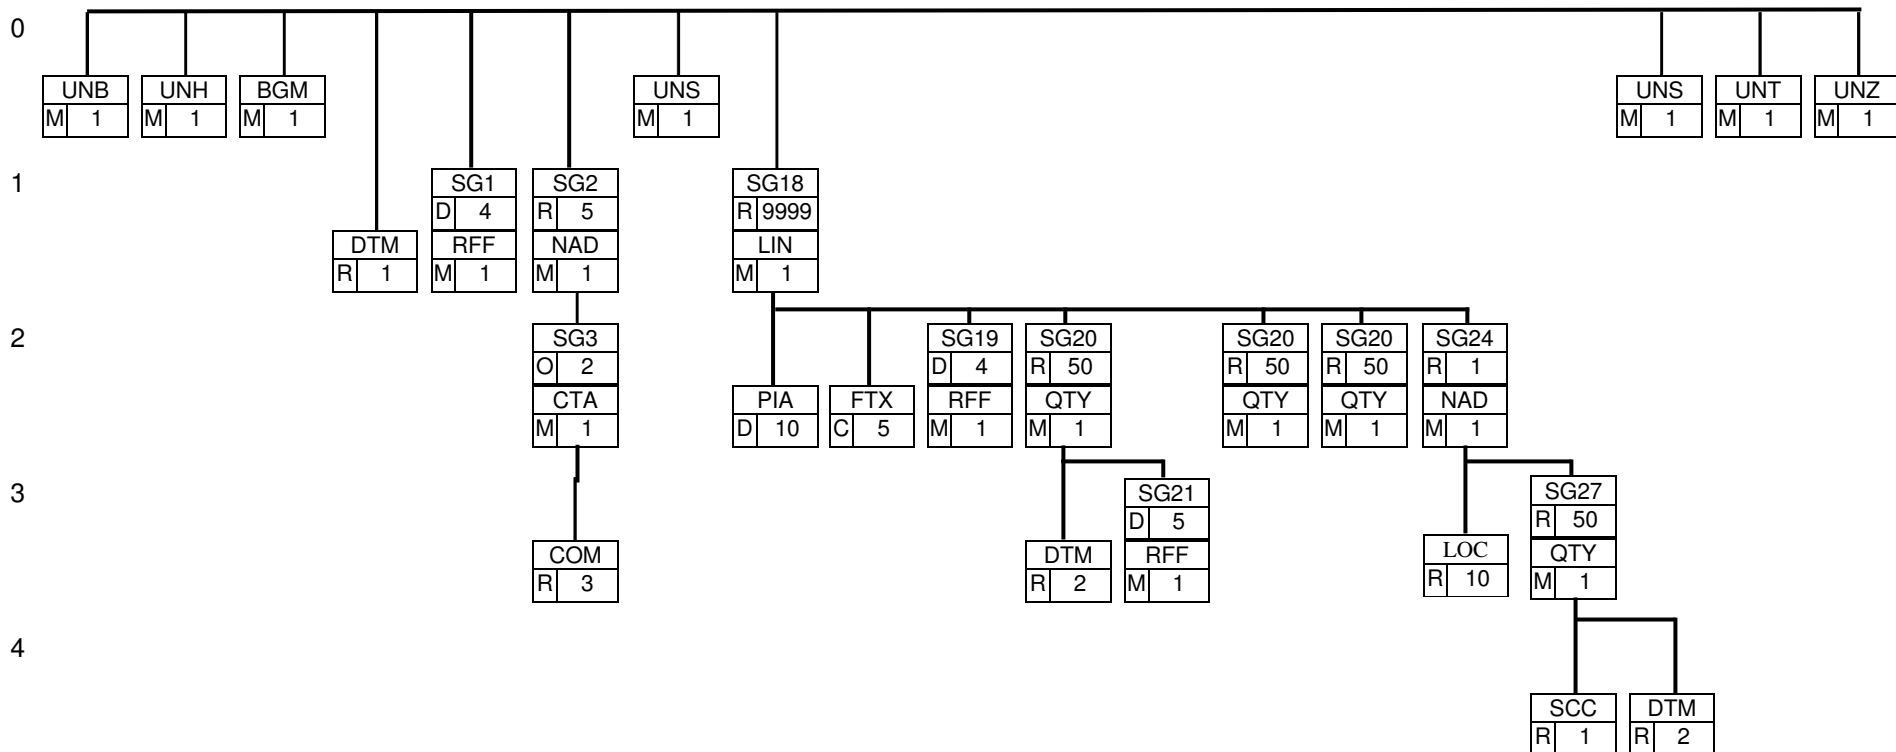 0
UNB UNH BGM UNS UNS UNT UNZ
M 1 M 1 M 1 M 1 M 1 M 1 M 1
1
SG1 SG2 SG18
D 4 R 5 R 9999
DTM RFF NAD LIN
R 1 M 1 M 1 M 1
2
SG3 SG19 SG20 SG20 SG20 SG24
O 2 D 4 R 50 R 50 R 50 R 1
CTA PIA FTX RFF QTY QTY QTY NAD
M 1 D 10 C 5 M 1 M 1 M 1 M 1 M 1
3
SG21 SG27
D 5 R 50
COM DTM RFF LOC QTY
R 3 R 2 M 1 R 10 M 1
4
SCC DTM
R 1 R 2